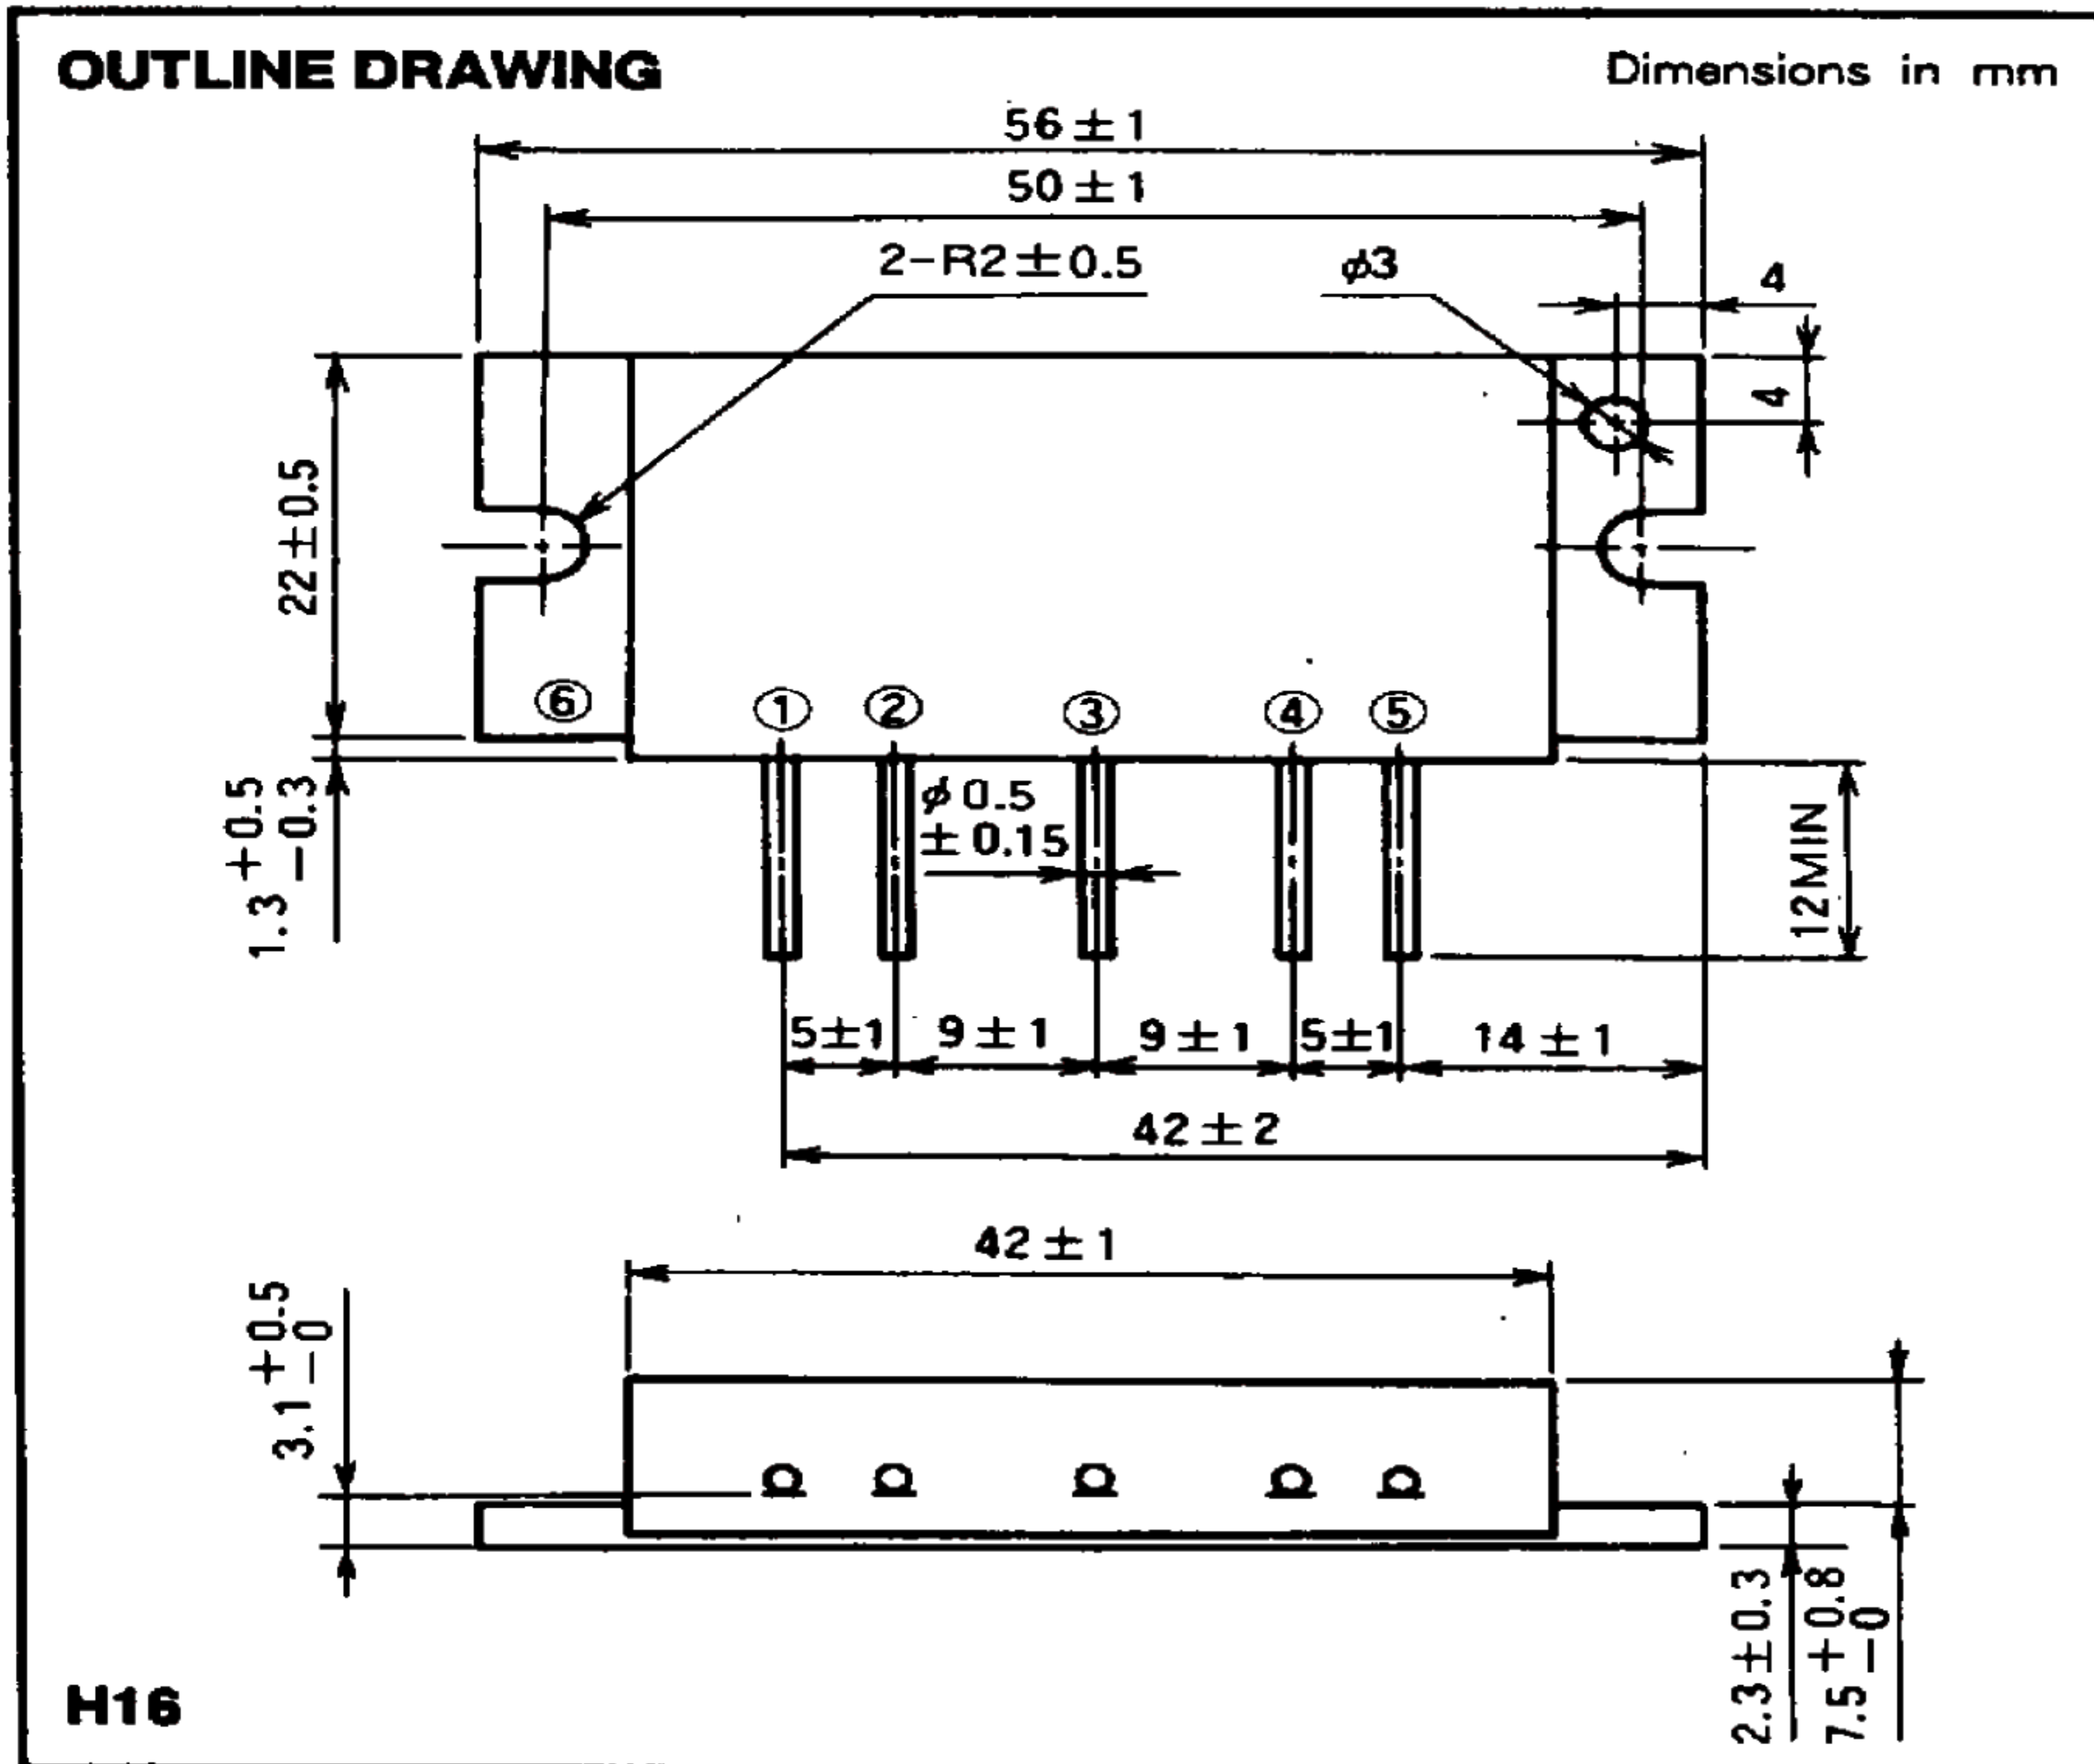 OUTLINE DRAWING
Dimensions in mm
56±1
50±1
2-R2±0.5
φ3
4
4
22±0.5
⑥ ① ② ③ ④ ⑤
φ0.5
±0.15
1.3 +0.5 −0.3
12MIN
5±1 9±1 9±1 5±1 14±1
42±2
42±1
3.1 +0.5 −0
2.3±0.3
7.5 +0.8 −0
H16